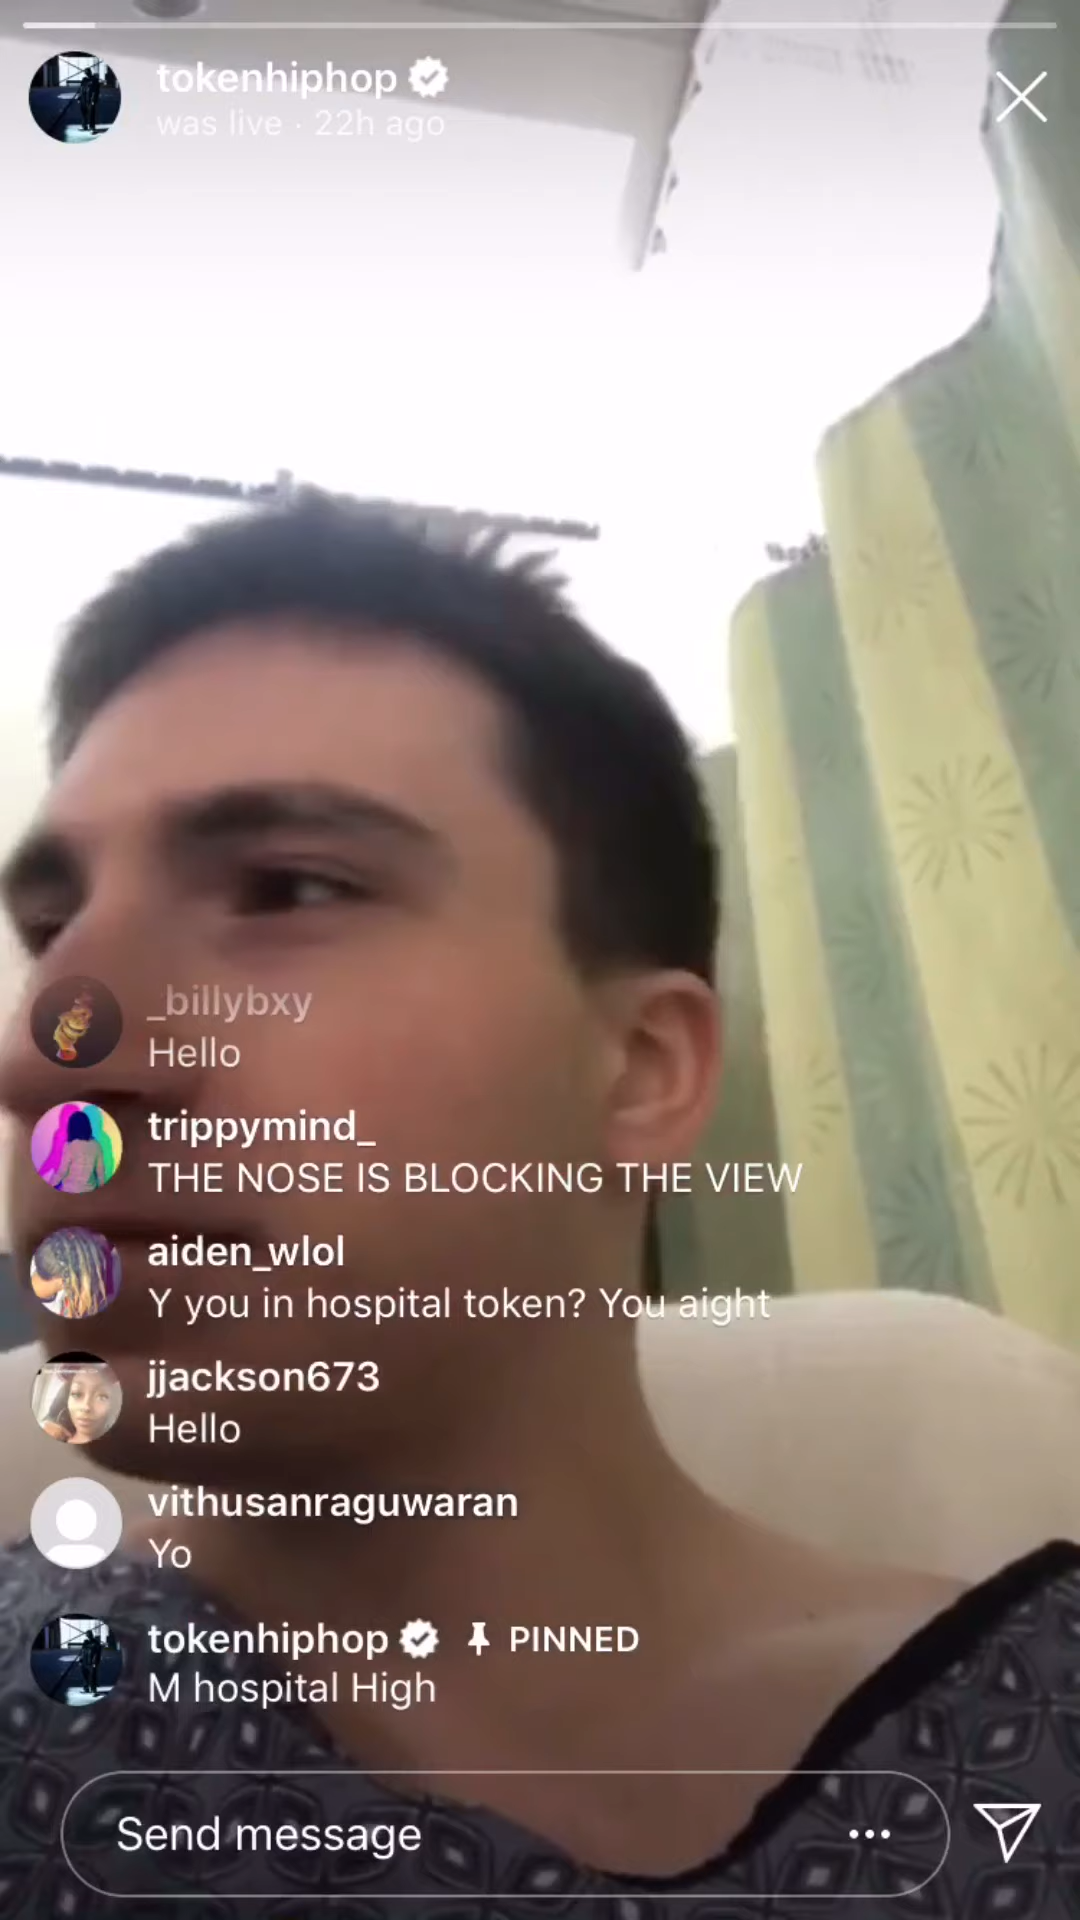 tokenhiphop
was live · 22h ago
_billybxy
Hello
trippymind_
THE NOSE IS BLOCKING THE VIEW
aiden_wlol
Y you in hospital token? You aight
jjackson673
Hello
vithusanraguwaran
Yo
tokenhiphop PINNED
M hospital High
Send message